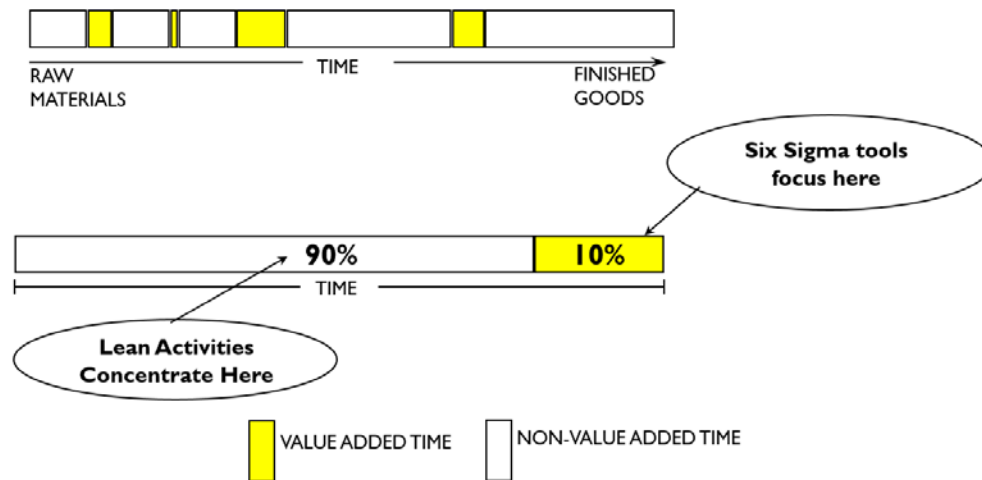 TIME
RAW
MATERIALS
FINISHED
GOODS
Six Sigma tools
focus here
90%
10%
TIME
Lean Activities
Concentrate Here
VALUE ADDED TIME
NON-VALUE ADDED TIME